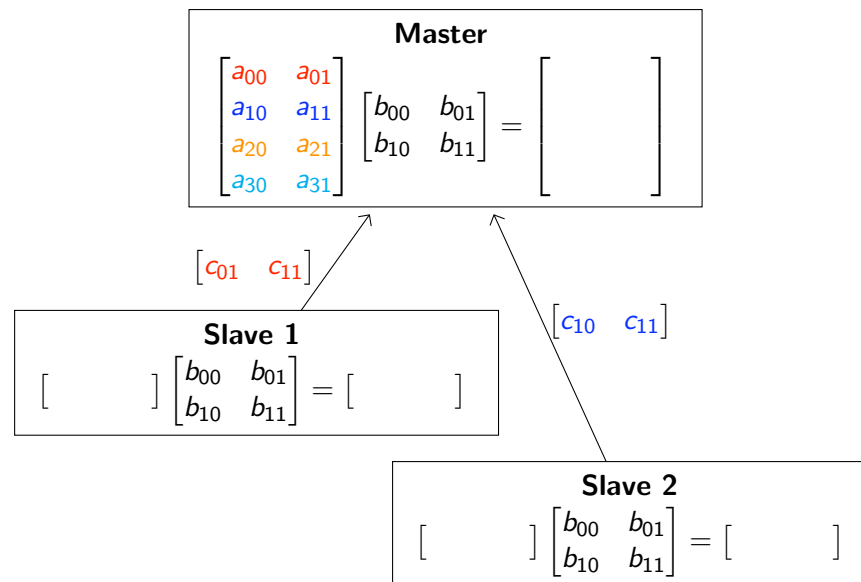 Master
[a00 a01
a10 a11
a20 a21
a30 a31] [b00 b01
b10 b11] = [ ]
[c01 c11]
[c10 c11]
Slave 1
[ ] [b00 b01
b10 b11] = [ ]
Slave 2
[ ] [b00 b01
b10 b11] = [ ]